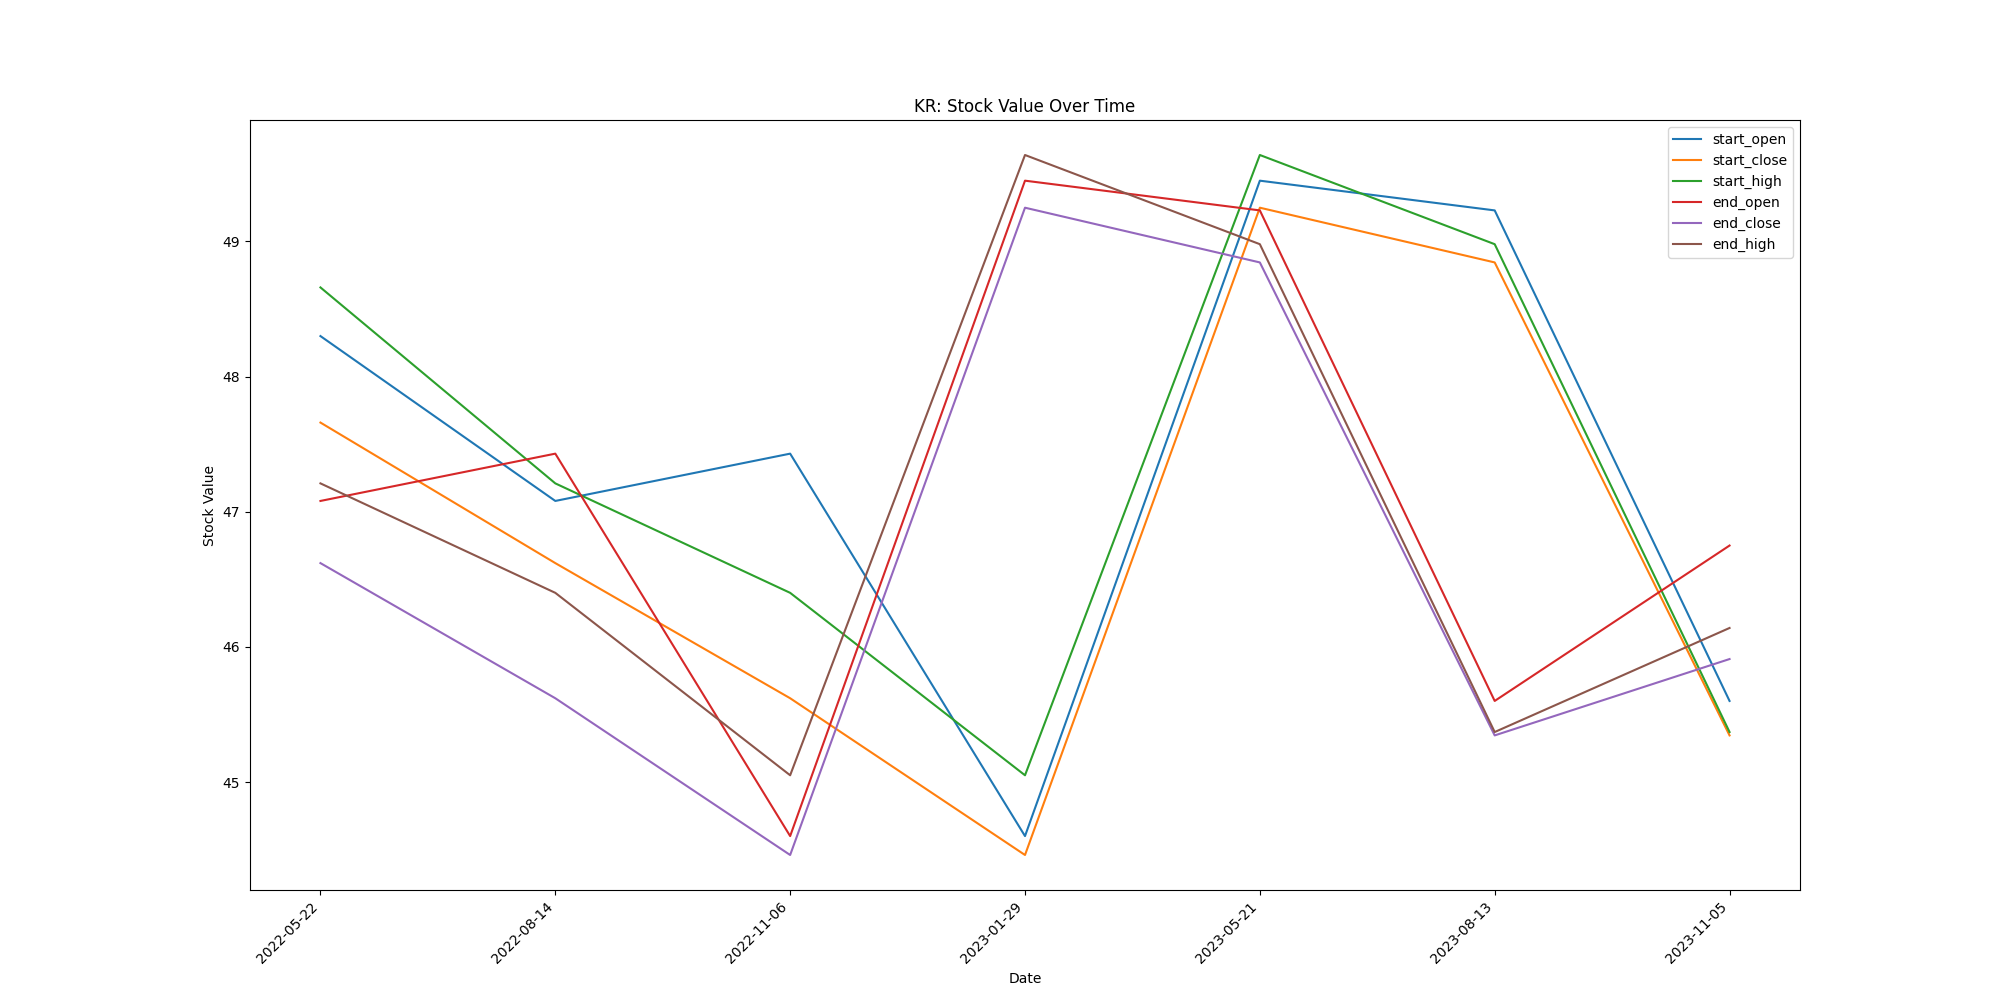 KR: Stock Value Over Time
start_open
start_close
start_high
end_open
end_close
end_high
Stock Value
49
48
47
46
45
2022-05-22
2022-08-14
2022-11-06
2023-01-29
2023-05-21
2023-08-13
2023-11-05
Date